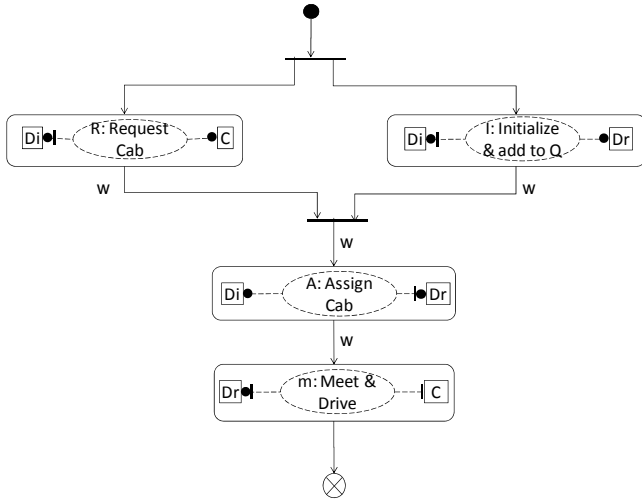 R: Request
Cab
Di
C
I: Initialize
& add to Q
Di
Dr
w
w
w
A: Assign
Cab
Di
Dr
w
m: Meet &
Drive
Dr
C